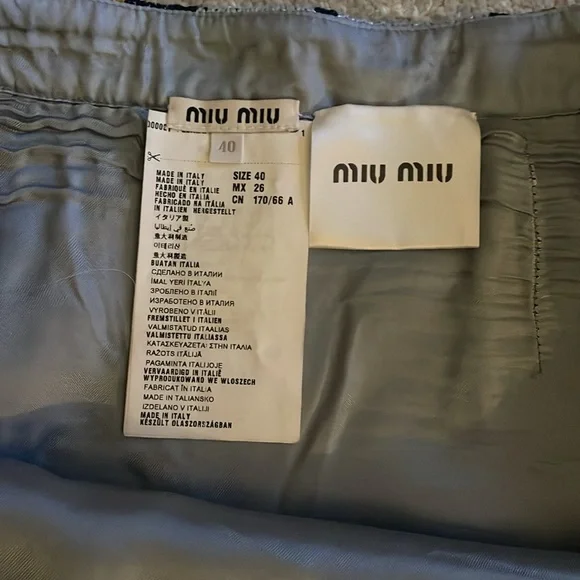 miu miu
40
miu miu
MADE IN ITALY
MADE IN ITALY
FABRIQUÉ EN ITALIE
HECHO EN ITALIA
FABRICADO NA ITÁLIA
IN ITALIEN HERGESTELLT
イタリア製
صنع في إيطاليا
意大利制造
이태리산
意大利製造
BUATAN ITALIA
СДЕЛАНО В ИТАЛИИ
İMAL YERİ İTALYA
ЗРОБЛЕНО В ІТАЛІЇ
ИЗРАБОТЕНО В ИТАЛИЯ
VYROBENO V ITÁLII
FREMSTILLET I ITALIEN
VALMISTATUD ITAALIAS
VALMISTETTU ITALIASSA
ΚΑΤΑΣΚΕΥΑΖΕΤΑΙ ΣΤΗΝ ΙΤΑΛΙΑ
RAŽOTS ITĀLIJĀ
PAGAMINTA ITALIJOJE
VERVAARDIGD IN ITALIË
WYPRODUKOWANO WE WLOSZECH
FABRICAT ÎN ITALIA
MADE IN TALIANSKO
IZDELANO V ITALIJI
MADE IN ITALY
KÉSZÜLT OLASZORSZÁGBAN
SIZE 40
MX 26
CN 170/66 A